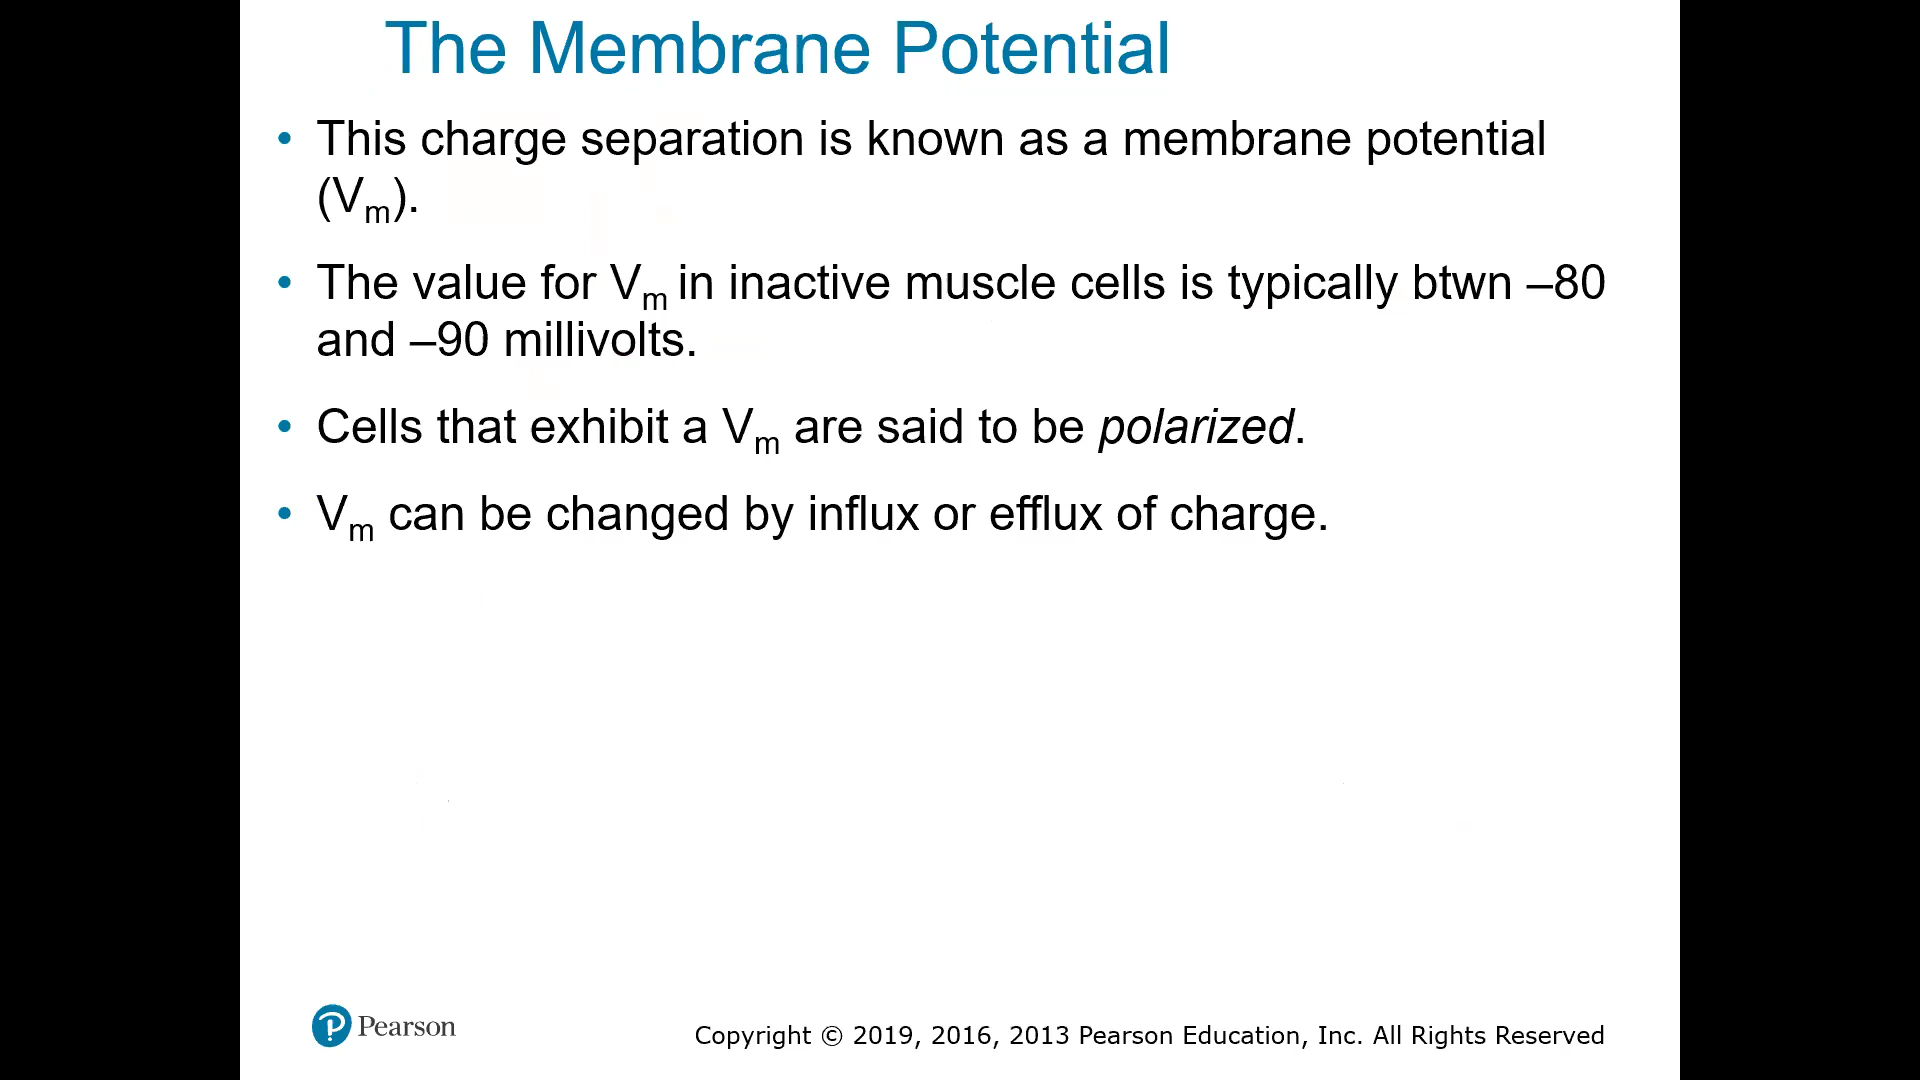 The Membrane Potential
• This charge separation is known as a membrane potential
(Vm).
• The value for Vm in inactive muscle cells is typically btwn –80
and –90 millivolts.
• Cells that exhibit a Vm are said to be polarized.
• Vm can be changed by influx or efflux of charge.
Pearson
Copyright © 2019, 2016, 2013 Pearson Education, Inc. All Rights Reserved